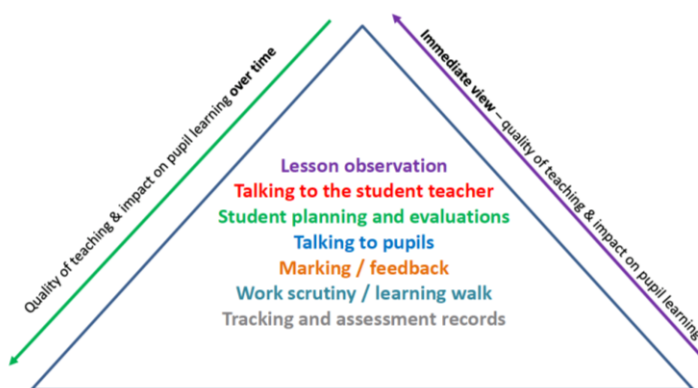 Quality of teaching & impact on pupil learning over time
Immediate view – quality of teaching & impact on pupil learning
Lesson observation
Talking to the student teacher
Student planning and evaluations
Talking to pupils
Marking / feedback
Work scrutiny / learning walk
Tracking and assessment records